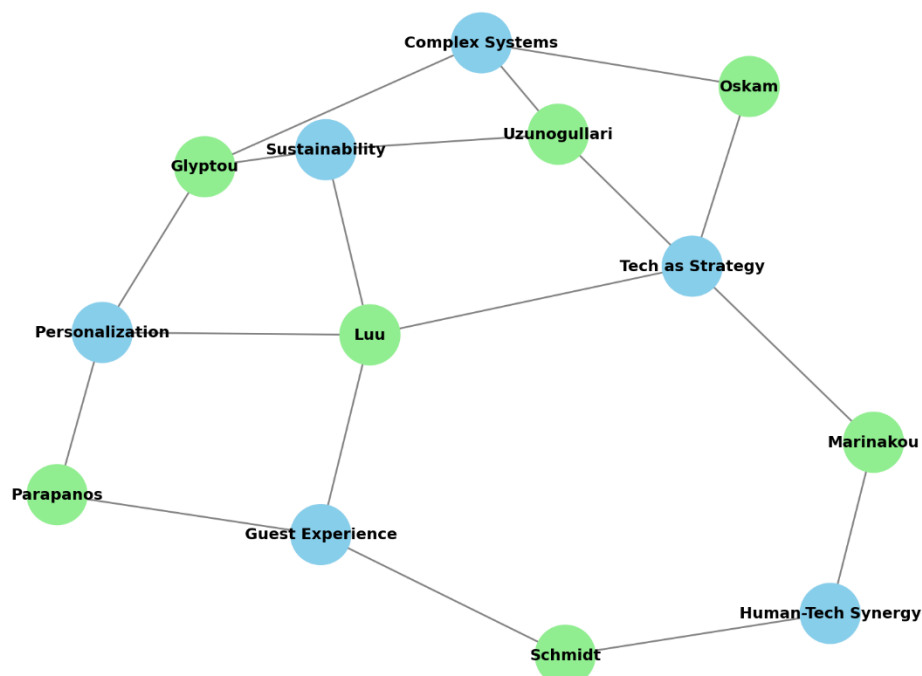 Complex Systems
Oskam
Uzunogullari
Sustainability
Glyptou
Tech as Strategy
Personalization
Luu
Marinakou
Parapanos
Guest Experience
Human-Tech Synergy
Schmidt